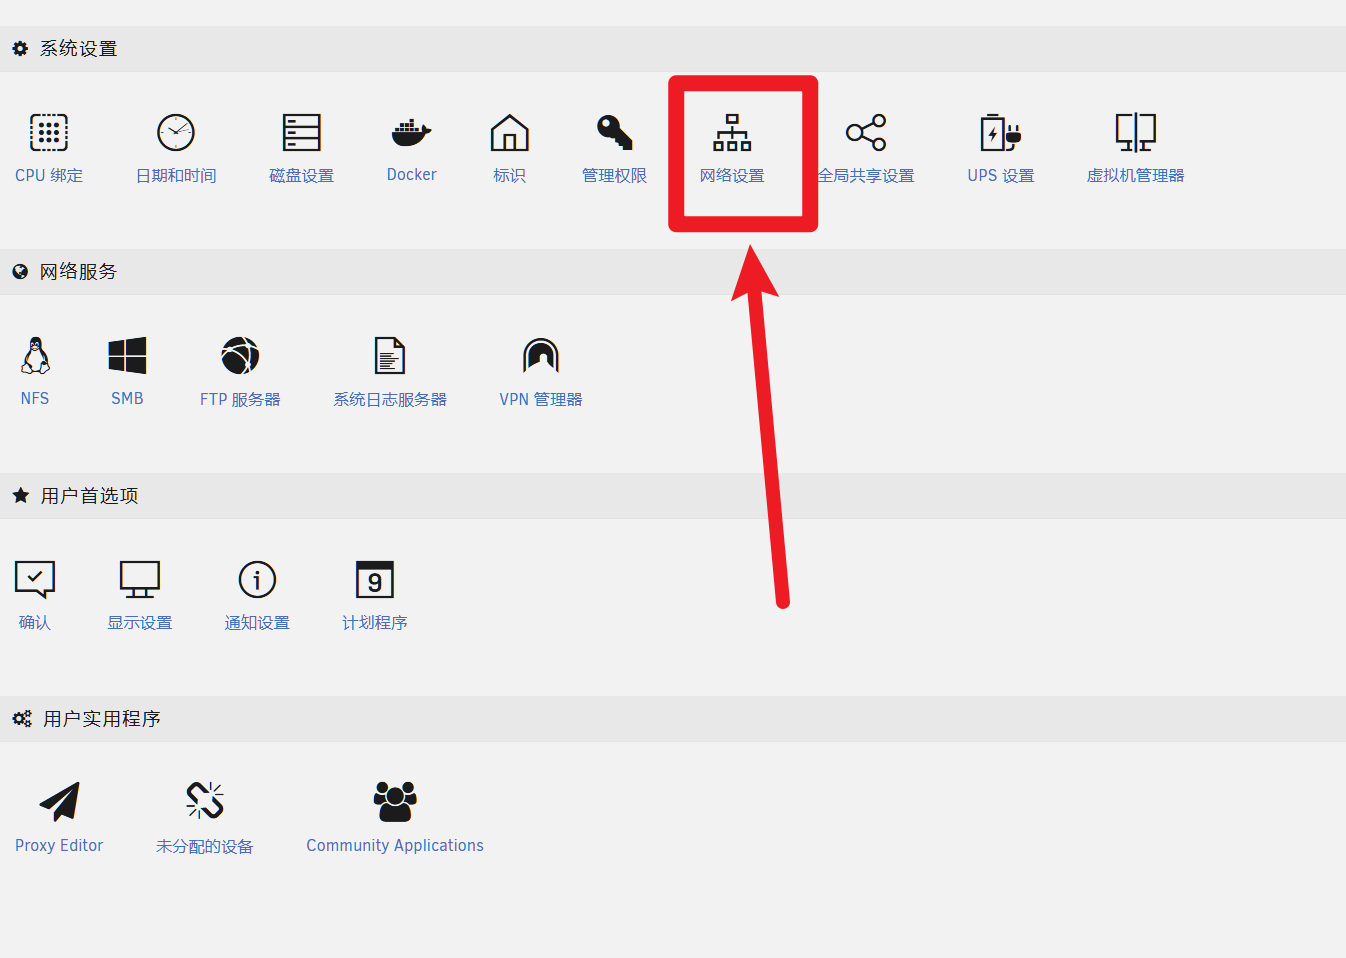 系统设置
CPU 绑定 日期和时间 磁盘设置 Docker 标识 管理权限 网络设置 全局共享设置 UPS 设置 虚拟机管理器
网络服务
NFS SMB FTP 服务器 系统日志服务器 VPN 管理器
用户首选项
9
确认 显示设置 通知设置 计划程序
用户实用程序
Proxy Editor 未分配的设备 Community Applications